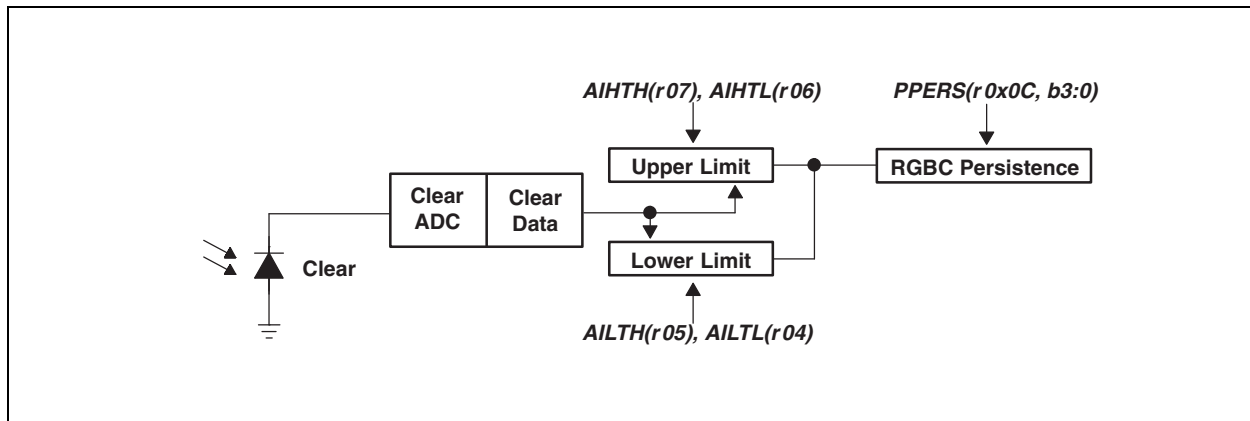 AIHTH(r07), AIHTL(r06)
PPERS(r0x0C, b3:0)
Upper Limit
RGBC Persistence
Clear
ADC
Clear
Data
Lower Limit
Clear
AILTH(r05), AILTL(r04)